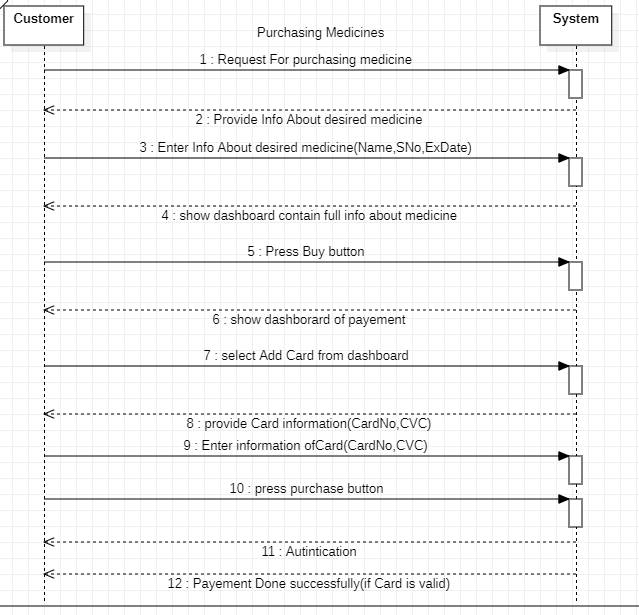 Customer
System
Purchasing Medicines
1 : Request For purchasing medicine
2 : Provide Info About desired medicine
3 : Enter Info About desired medicine(Name,SNo,ExDate)
4 : show dashboard contain full info about medicine
5 : Press Buy button
6 : show dashborard of payement
7 : select Add Card from dashboard
8 : provide Card information(CardNo,CVC)
9 : Enter information ofCard(CardNo,CVC)
10 : press purchase button
11 : Autintication
12 : Payement Done successfully(if Card is valid)